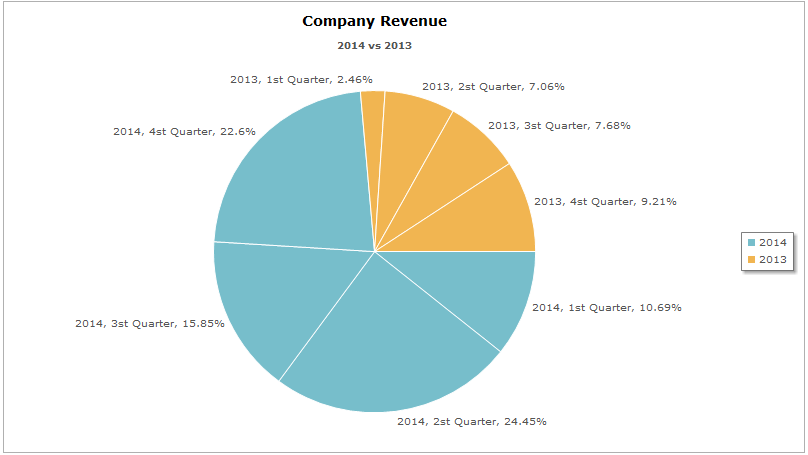 Company Revenue
2014 vs 2013
2013, 1st Quarter, 2.46%
2013, 2st Quarter, 7.06%
2013, 3st Quarter, 7.68%
2013, 4st Quarter, 9.21%
2014, 1st Quarter, 10.69%
2014, 2st Quarter, 24.45%
2014, 3st Quarter, 15.85%
2014, 4st Quarter, 22.6%
2014
2013